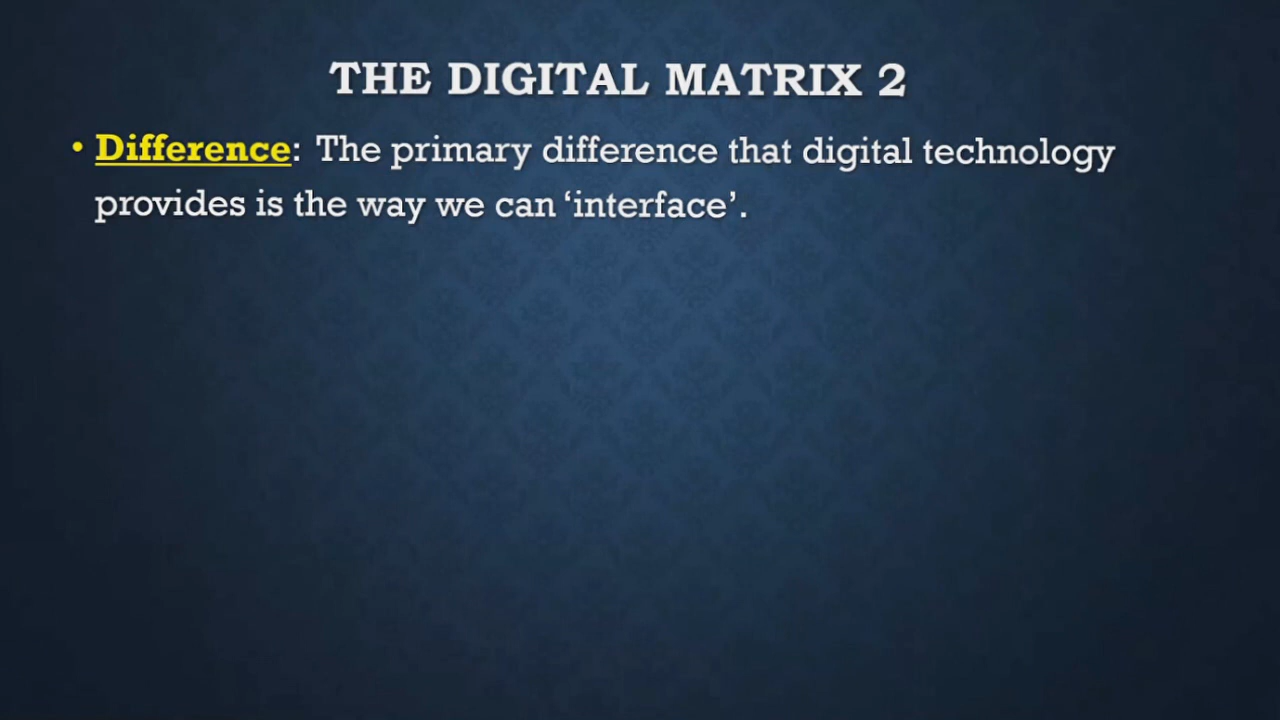 THE DIGITAL MATRIX 2
• Difference: The primary difference that digital technology
provides is the way we can ‘interface’.